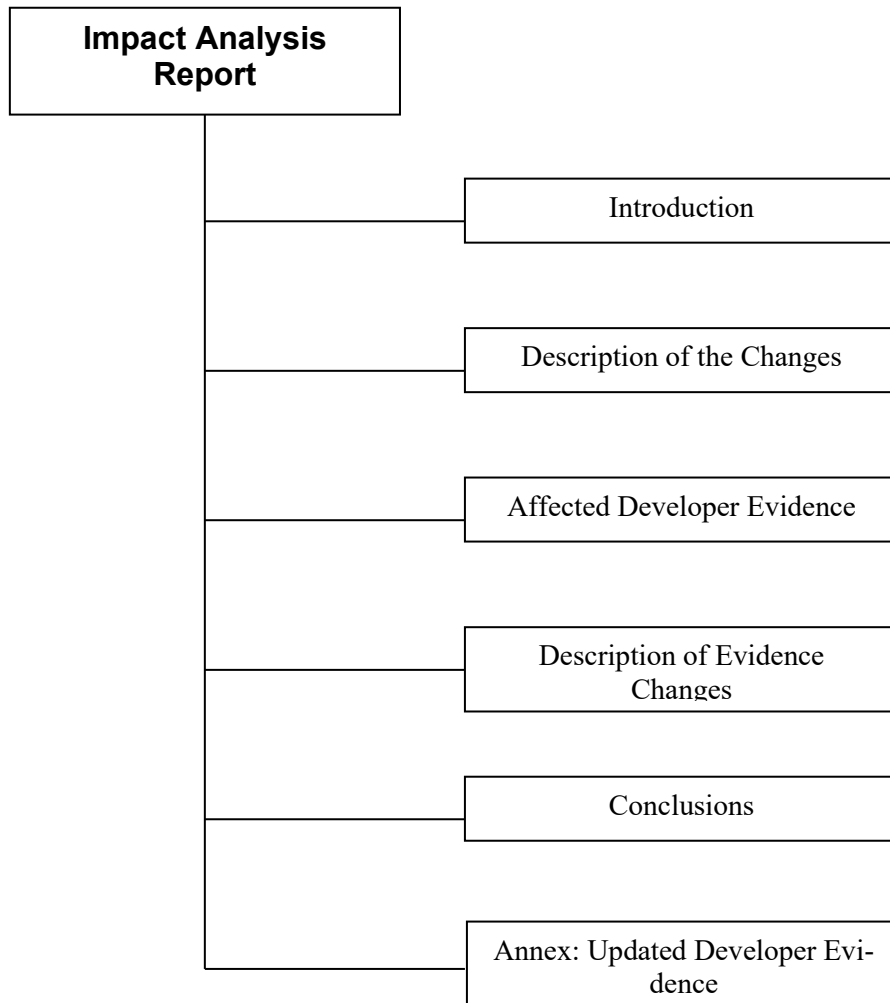 Impact Analysis
Report
Introduction
Description of the Changes
Affected Developer Evidence
Description of Evidence
Changes
Conclusions
Annex: Updated Developer Evi-
dence